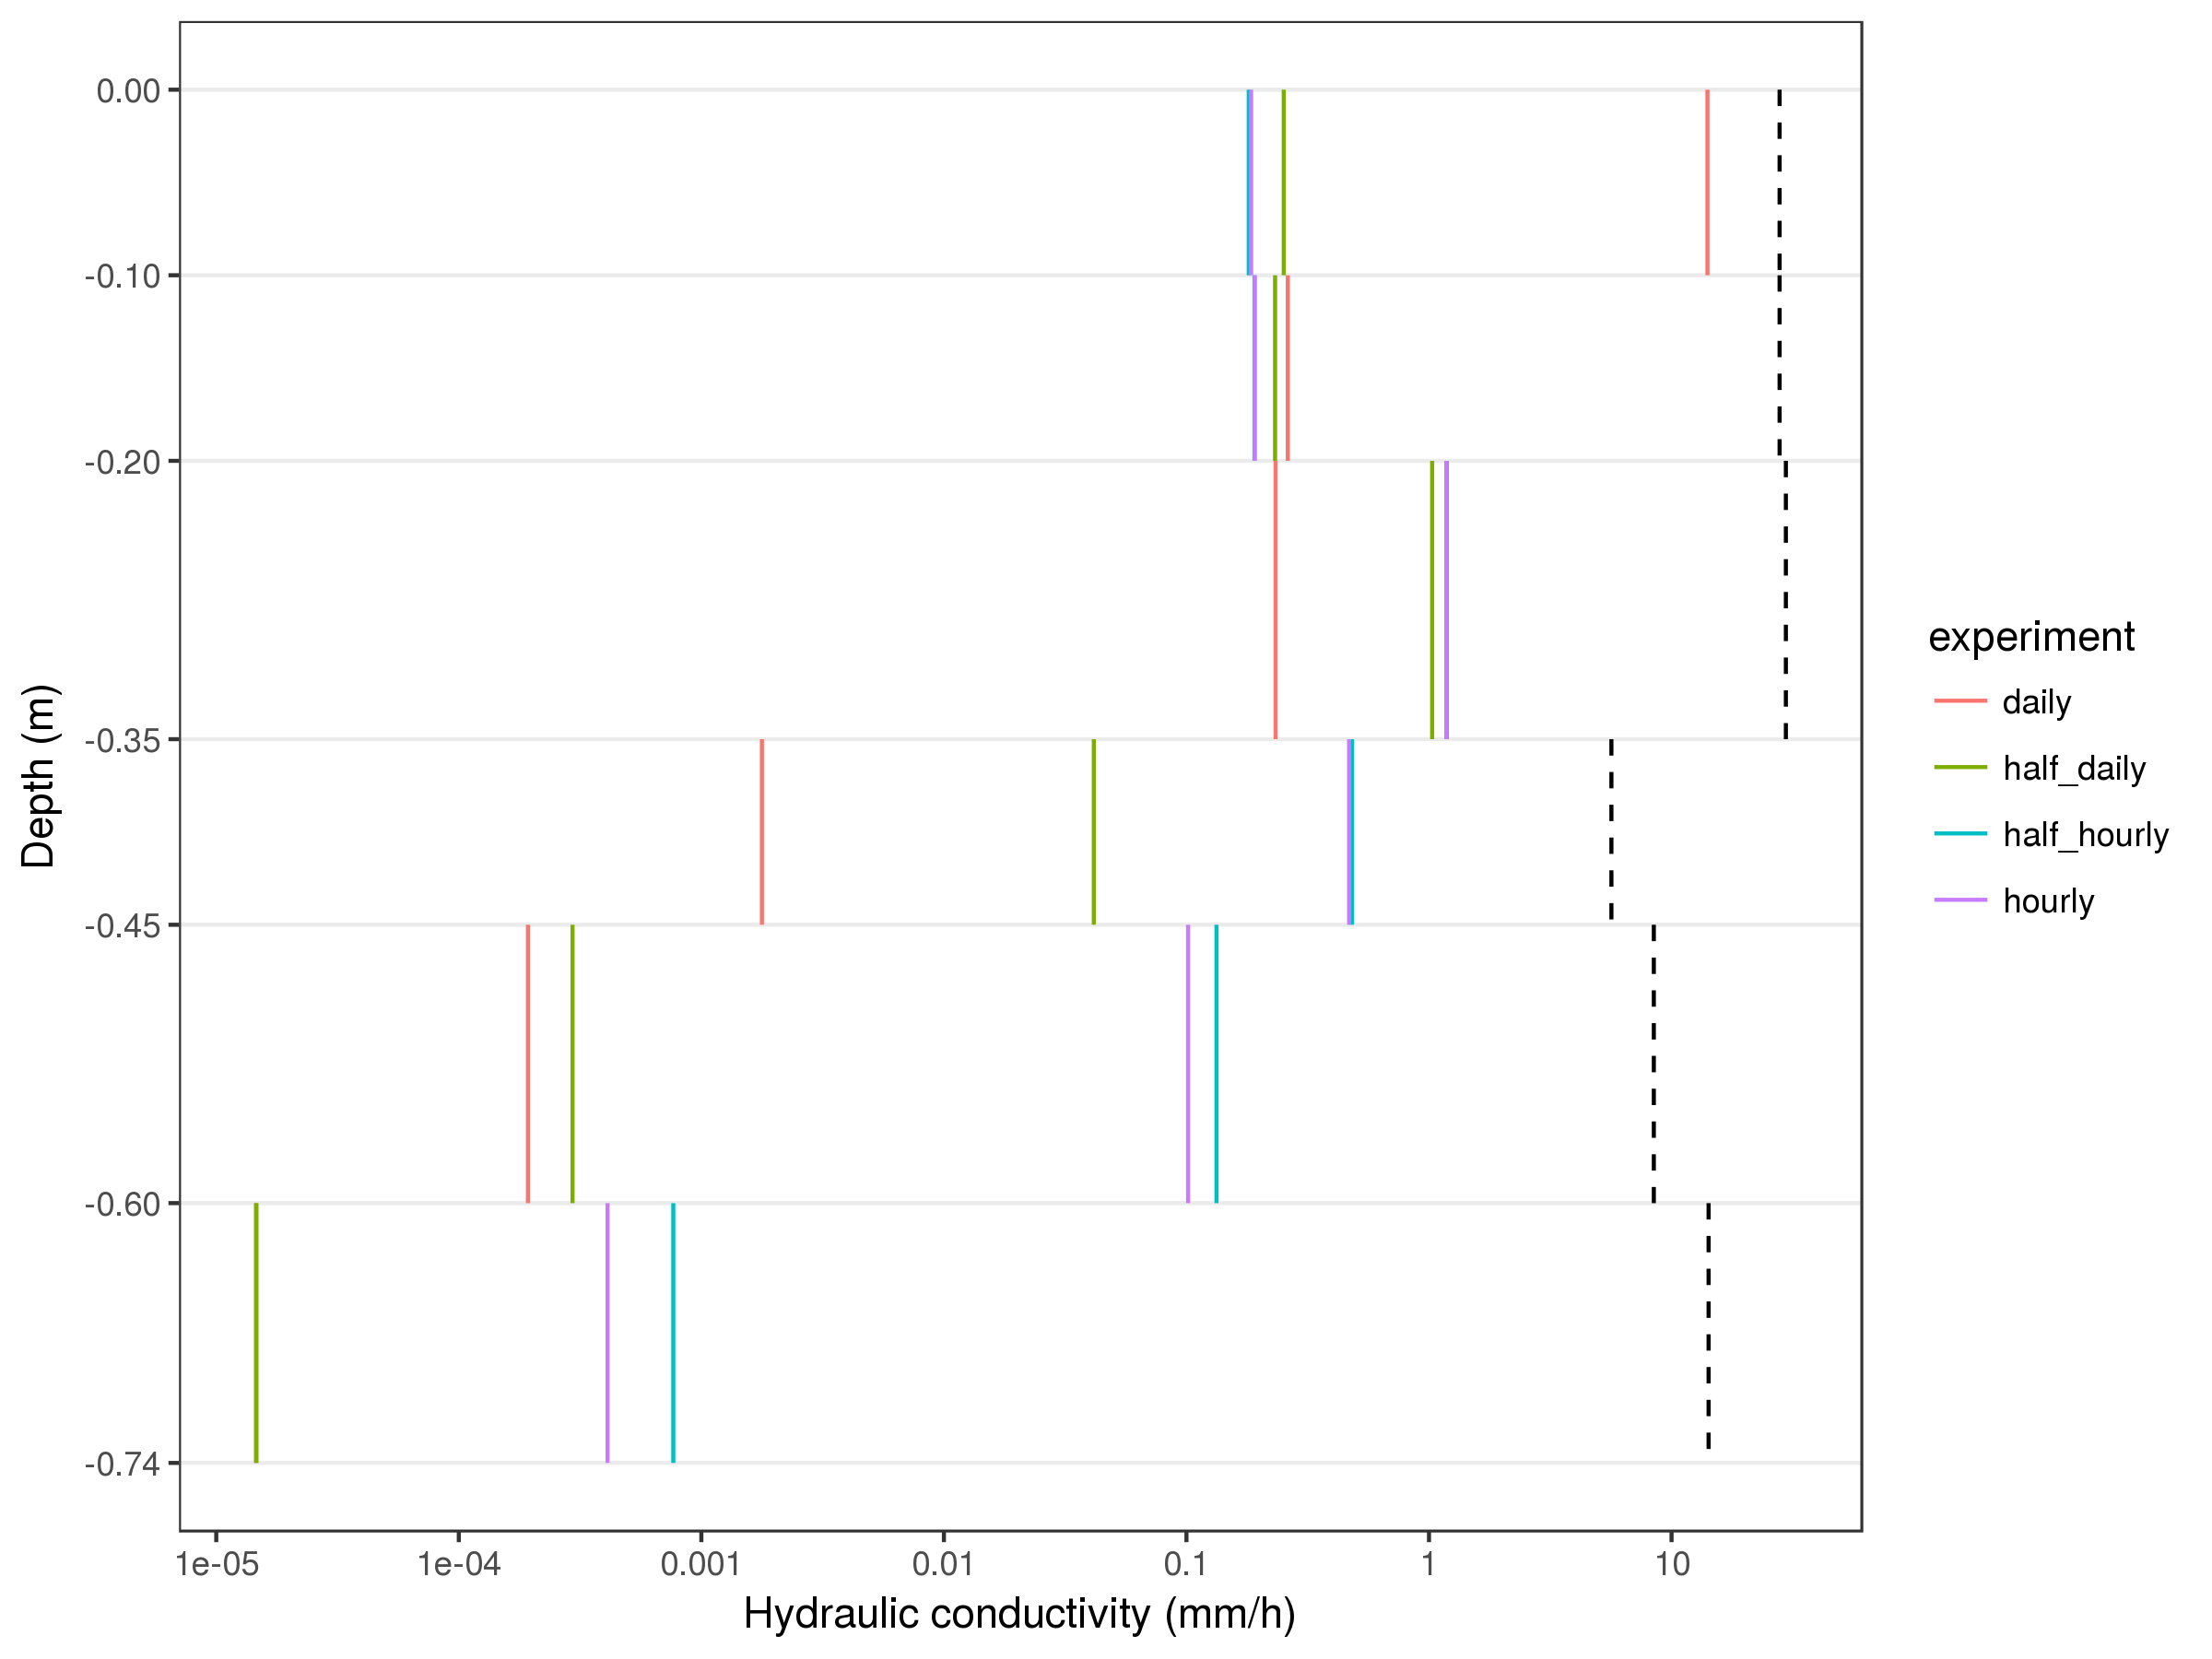 0.00
-0.10
-0.20
-0.35
-0.45
-0.60
-0.74
Depth (m)
1e-05 1e-04 0.001 0.01 0.1 1 10
Hydraulic conductivity (mm/h)
experiment
daily
half_daily
half_hourly
hourly